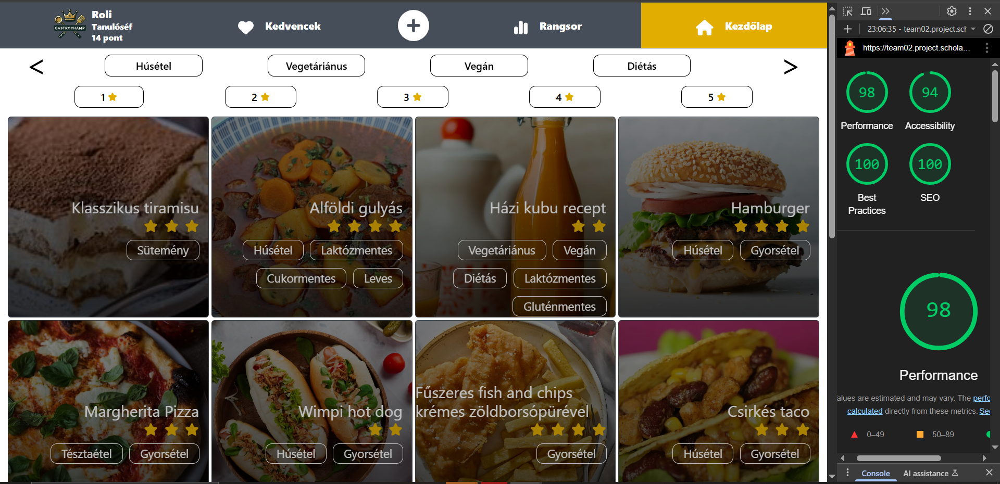 GASTROCHAMP
Roli
Tanulóséf
14 pont
Kedvencek
Rangsor
Kezdőlap
<
Húsétel
Vegetáriánus
Vegán
Diétás
>
1
2
3
4
5
Klasszikus tiramisu
Sütemény
Alföldi gulyás
Húsétel
Laktózmentes
Cukormentes
Leves
Házi kubu recept
Vegetáriánus
Vegán
Diétás
Laktózmentes
Gluténmentes
Hamburger
Húsétel
Gyorsétel
Margherita Pizza
Tésztaétel
Gyorsétel
Wimpi hot dog
Húsétel
Gyorsétel
Fűszeres fish and chips
krémes zöldborsópürével
Gyorsétel
Csirkés taco
Húsétel
Gyorsétel
23:06:35 - team02.project.sch
https://team02.project.schola...
98
Performance
94
Accessibility
100
Best
Practices
100
SEO
98
Performance
alues are estimated and may vary. The perfo
calculated directly from these metrics. See
0–49
50–89
Console
AI assistance